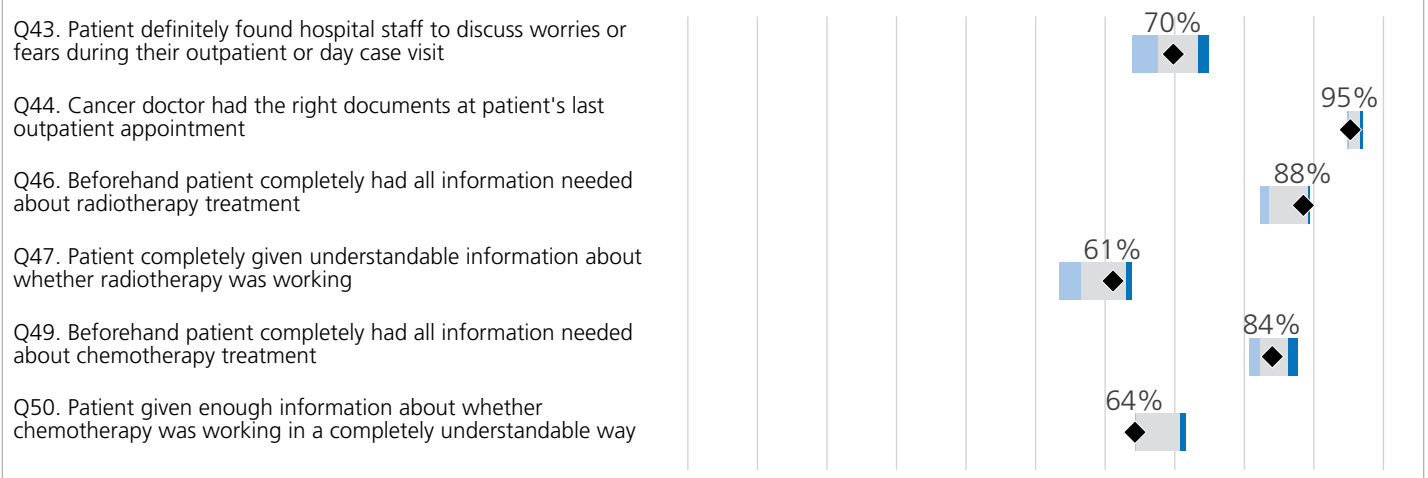 Q43. Patient definitely found hospital staff to discuss worries or
fears during their outpatient or day case visit
70%
Q44. Cancer doctor had the right documents at patient's last
outpatient appointment
95%
Q46. Beforehand patient completely had all information needed
about radiotherapy treatment
88%
Q47. Patient completely given understandable information about
whether radiotherapy was working
61%
Q49. Beforehand patient completely had all information needed
about chemotherapy treatment
84%
Q50. Patient given enough information about whether
chemotherapy was working in a completely understandable way
64%